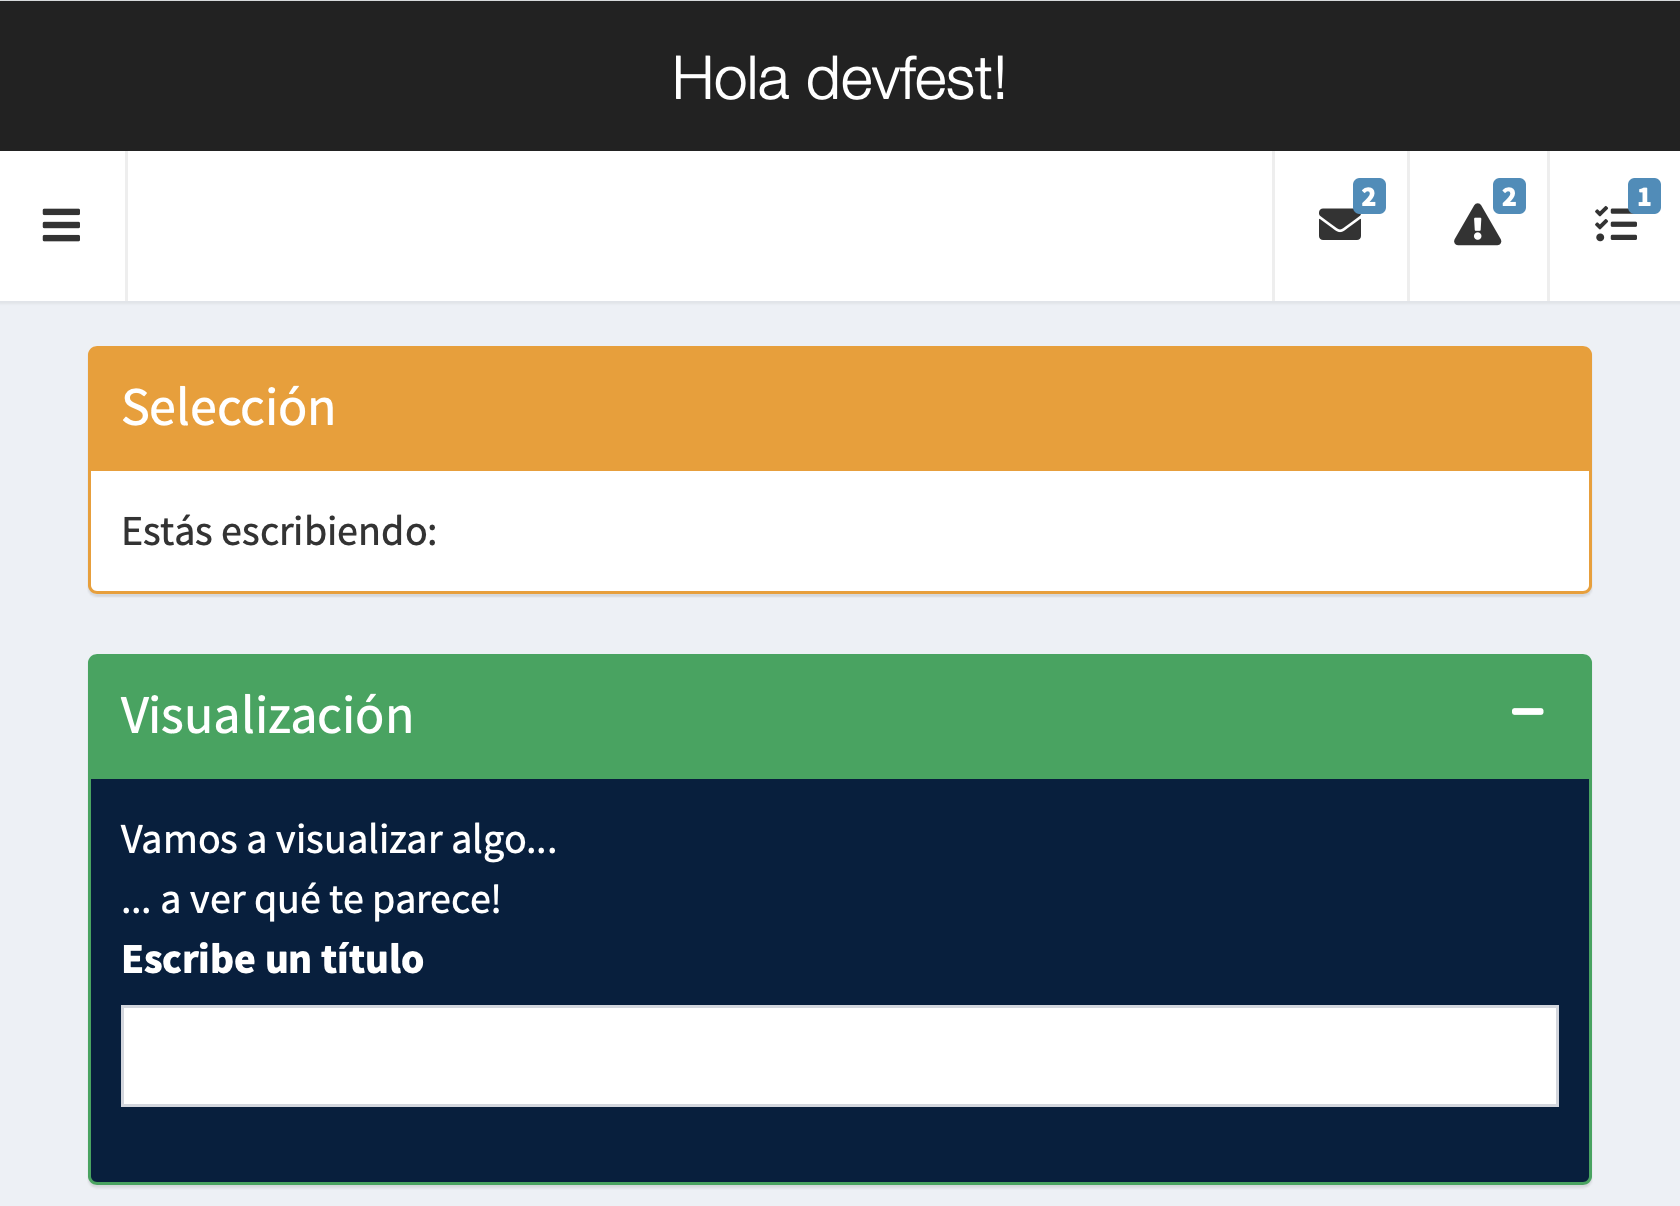 Hola devfest!
2
2
1
Selección
Estás escribiendo:
Visualización
Vamos a visualizar algo...
... a ver qué te parece!
Escribe un título